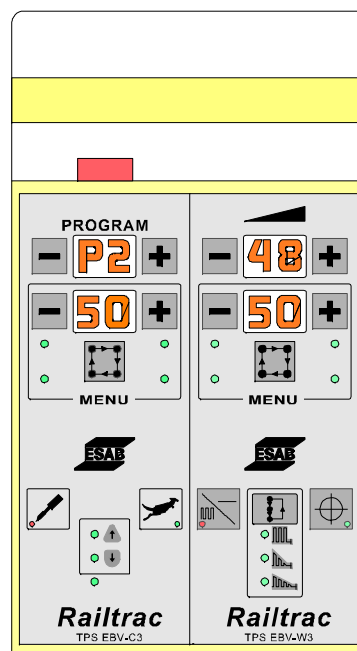 PROGRAM
P2
48
50
50
MENU
MENU
ESAB
ESAB
Railtrac
Railtrac
TPS EBV-C3
TPS EBV-W3